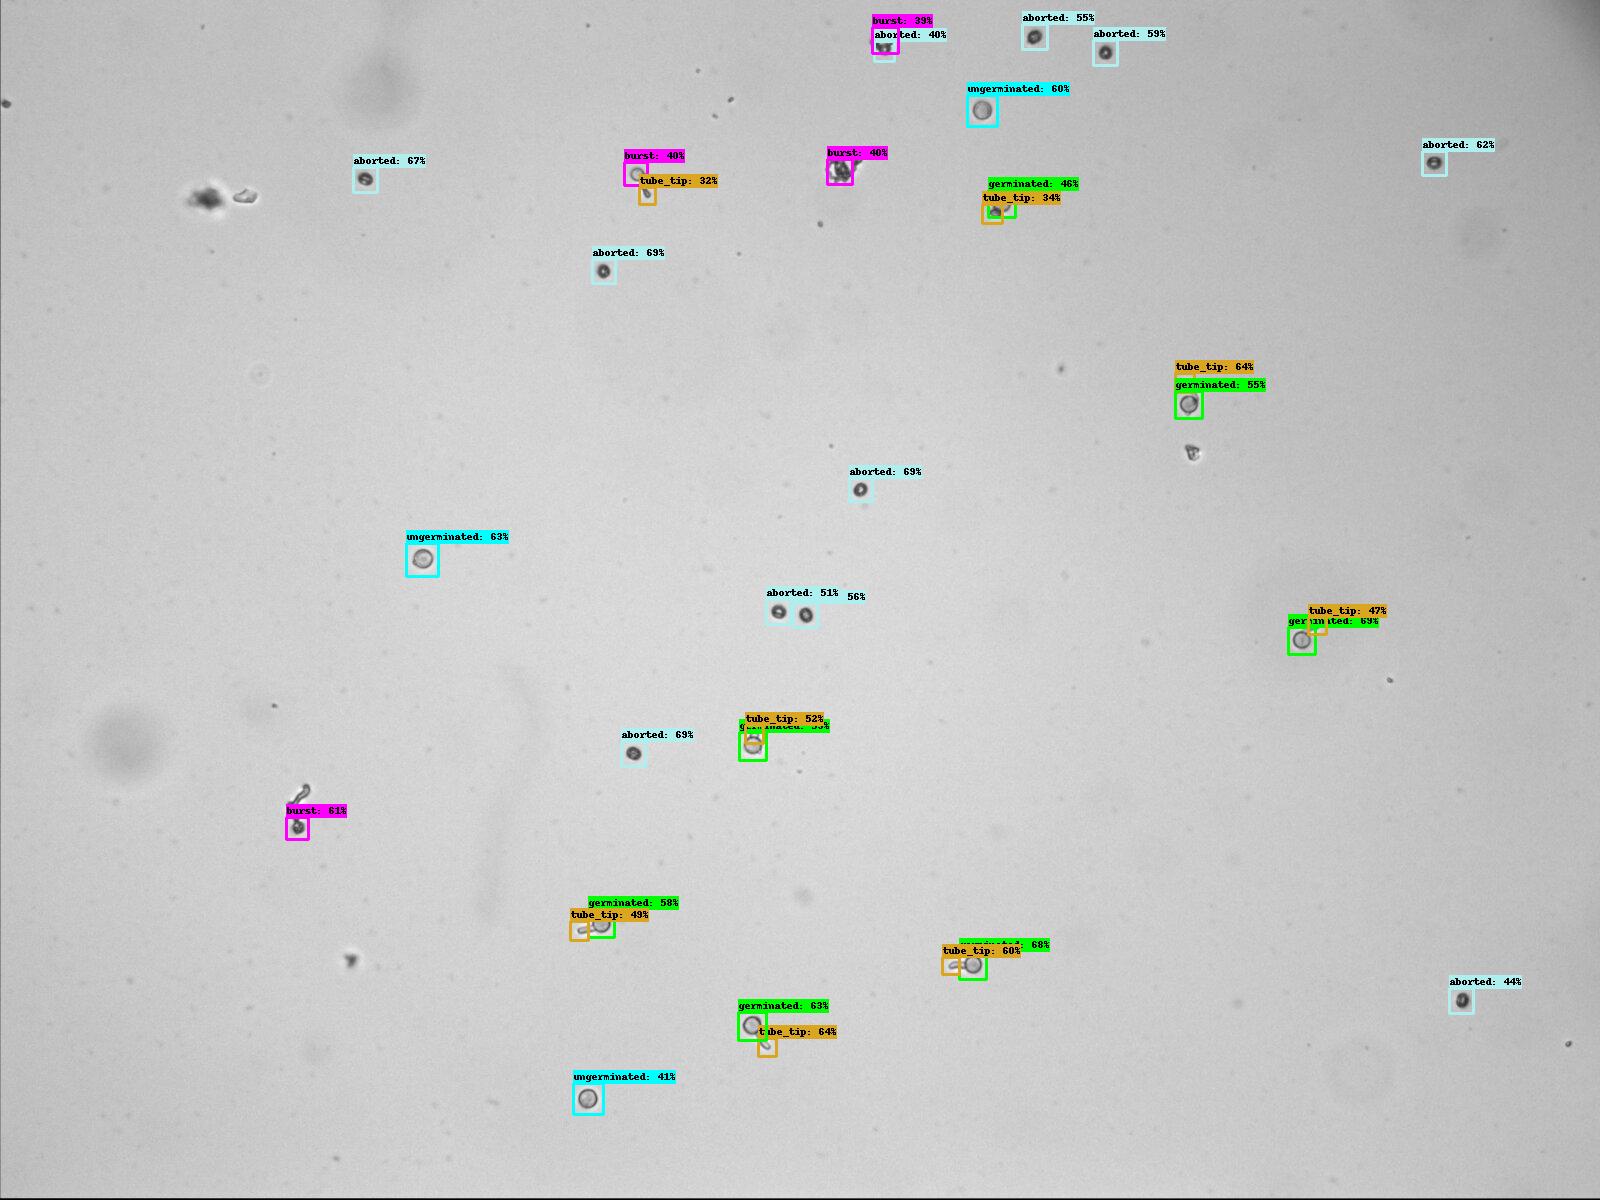 aborted: 55%
burst: 39%
aborted: 40%
aborted: 59%
ungerminated: 60%
aborted: 62%
burst: 40%
burst: 40%
aborted: 67%
tube_tip: 32%
germinated: 46%
tube_tip: 34%
aborted: 69%
tube_tip: 64%
germinated: 55%
aborted: 69%
ungerminated: 63%
aborted: 51%
56%
tube_tip: 47%
germinated: 69%
tube_tip: 52%
aborted: 69%
burst: 61%
germinated: 58%
tube_tip: 49%
68%
tube_tip: 60%
aborted: 44%
germinated: 63%
tube_tip: 64%
ungerminated: 41%